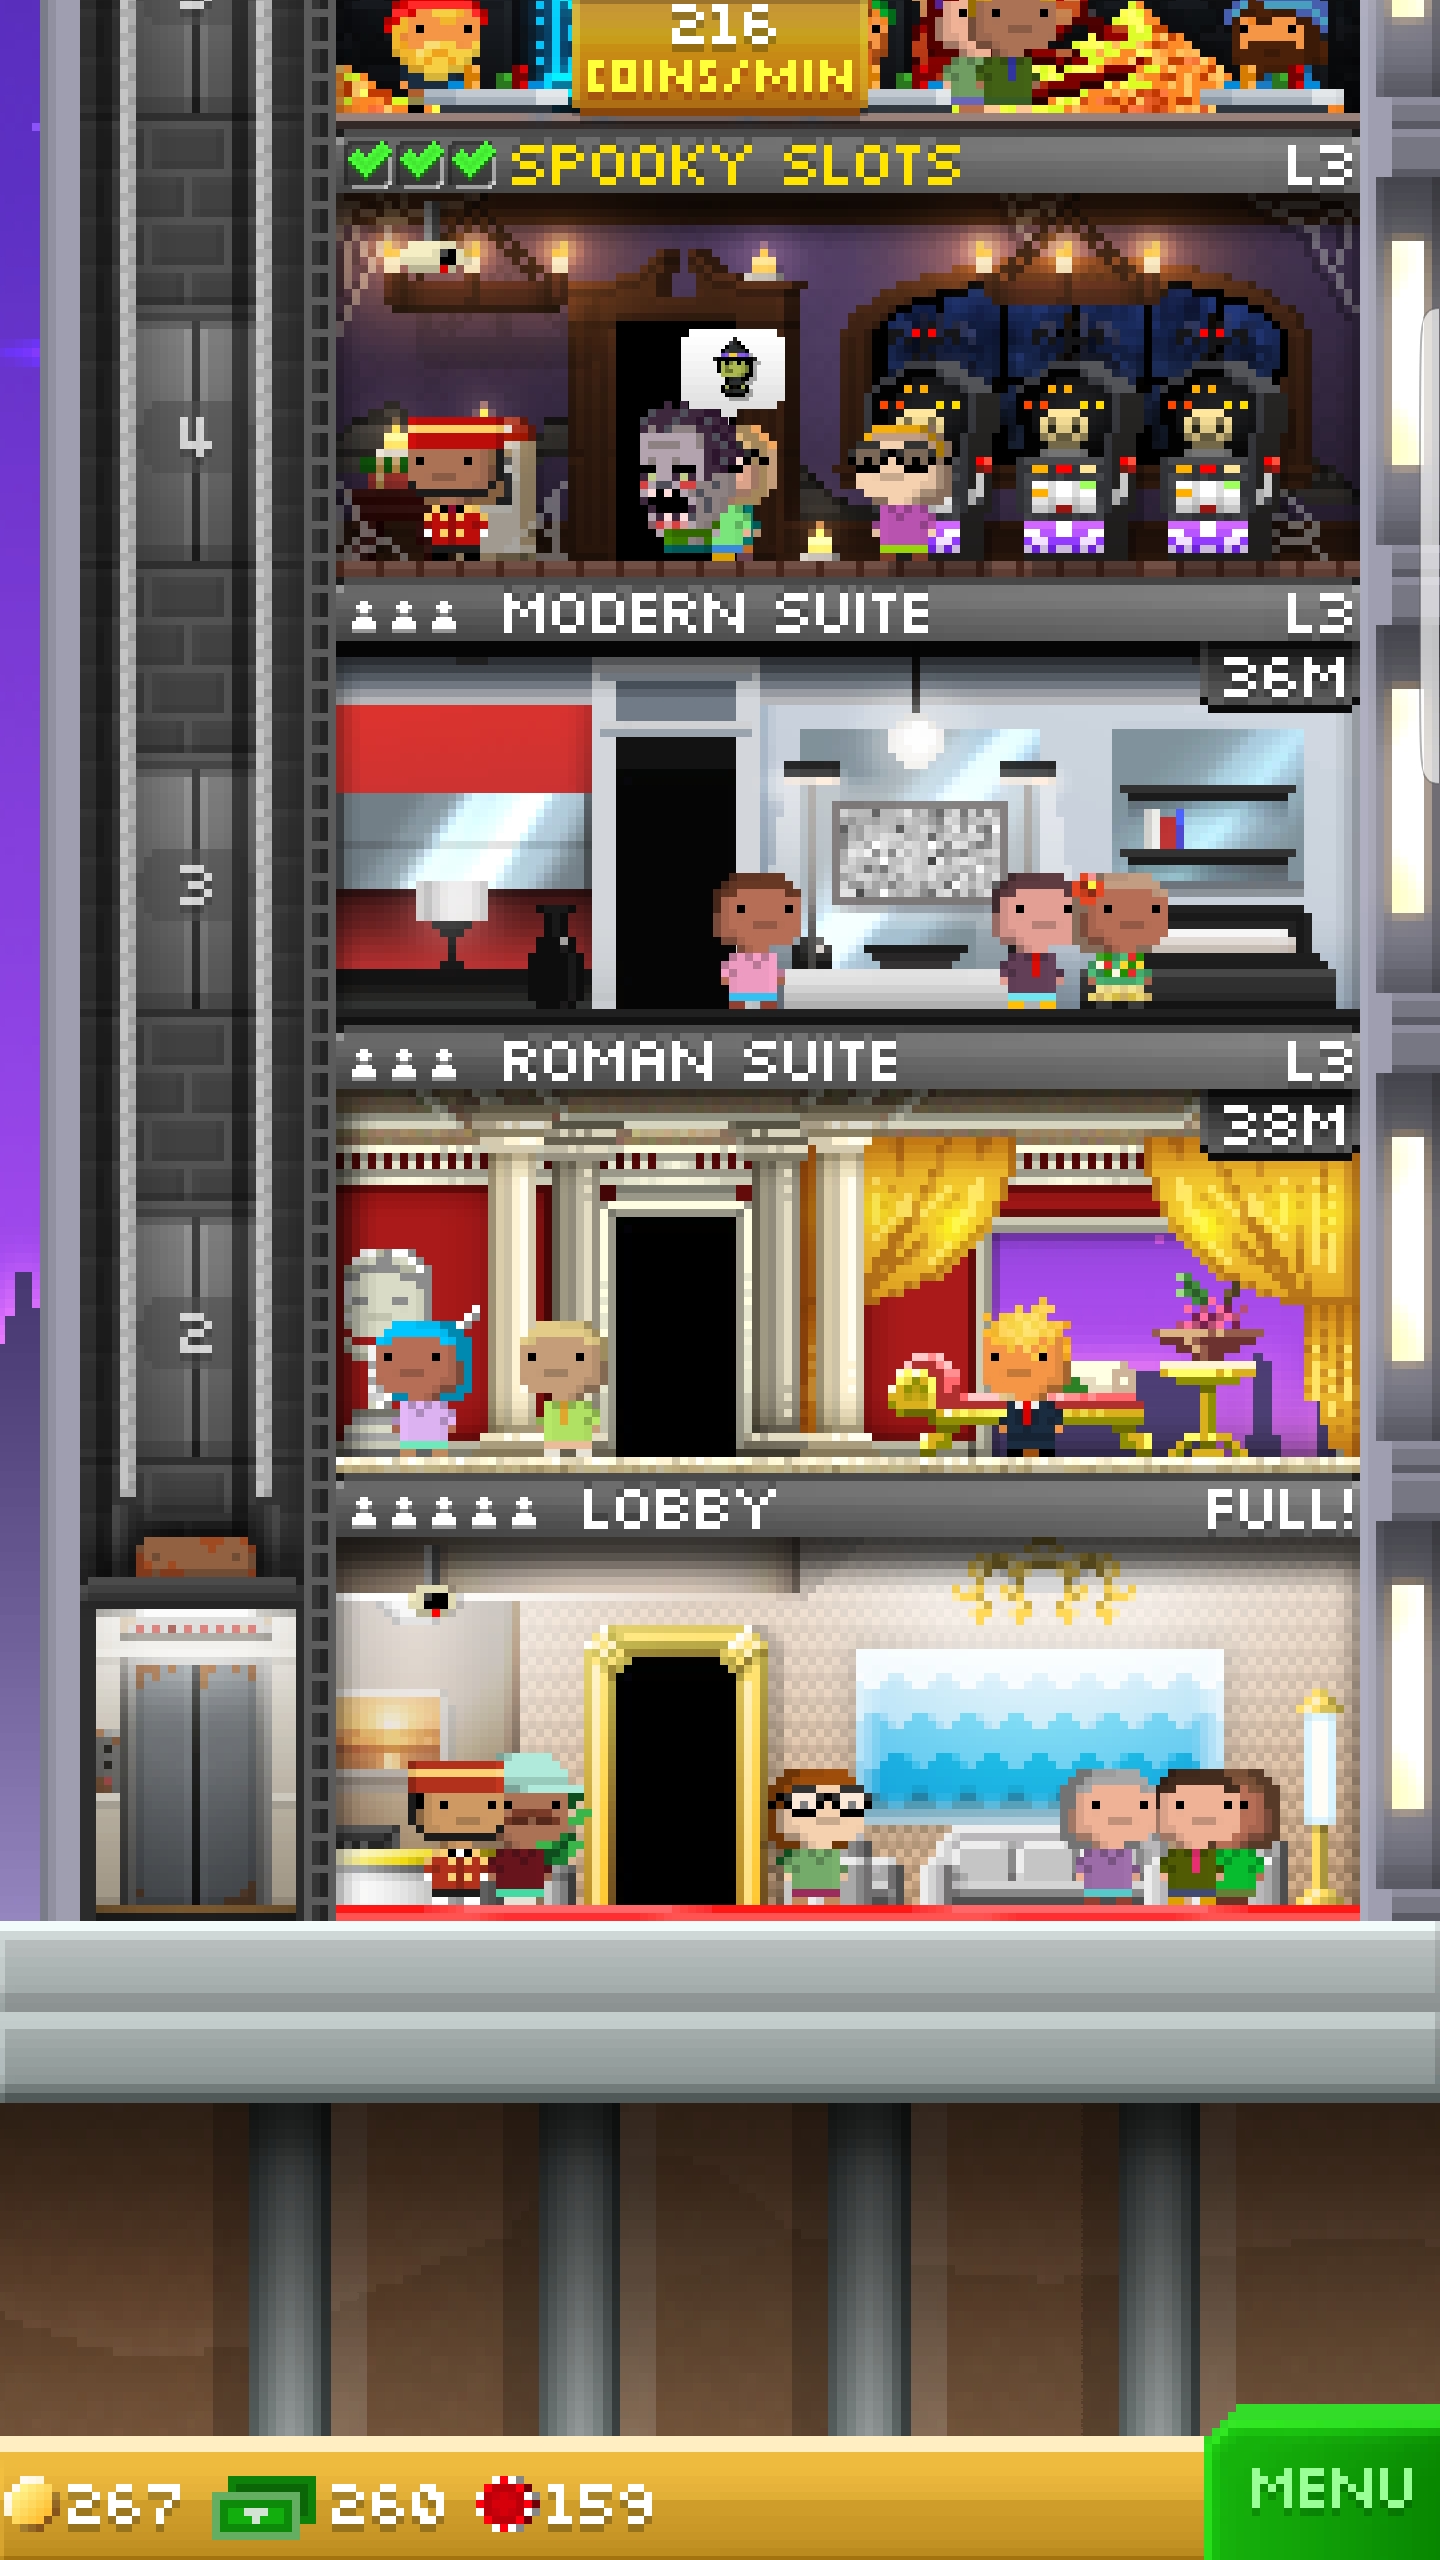 216
COINS/MIN
SPOOKY SLOTS L3
4
MODERN SUITE L3
36M
3
ROMAN SUITE L3
38M
2
LOBBY FULL!
267 260 159 MENU